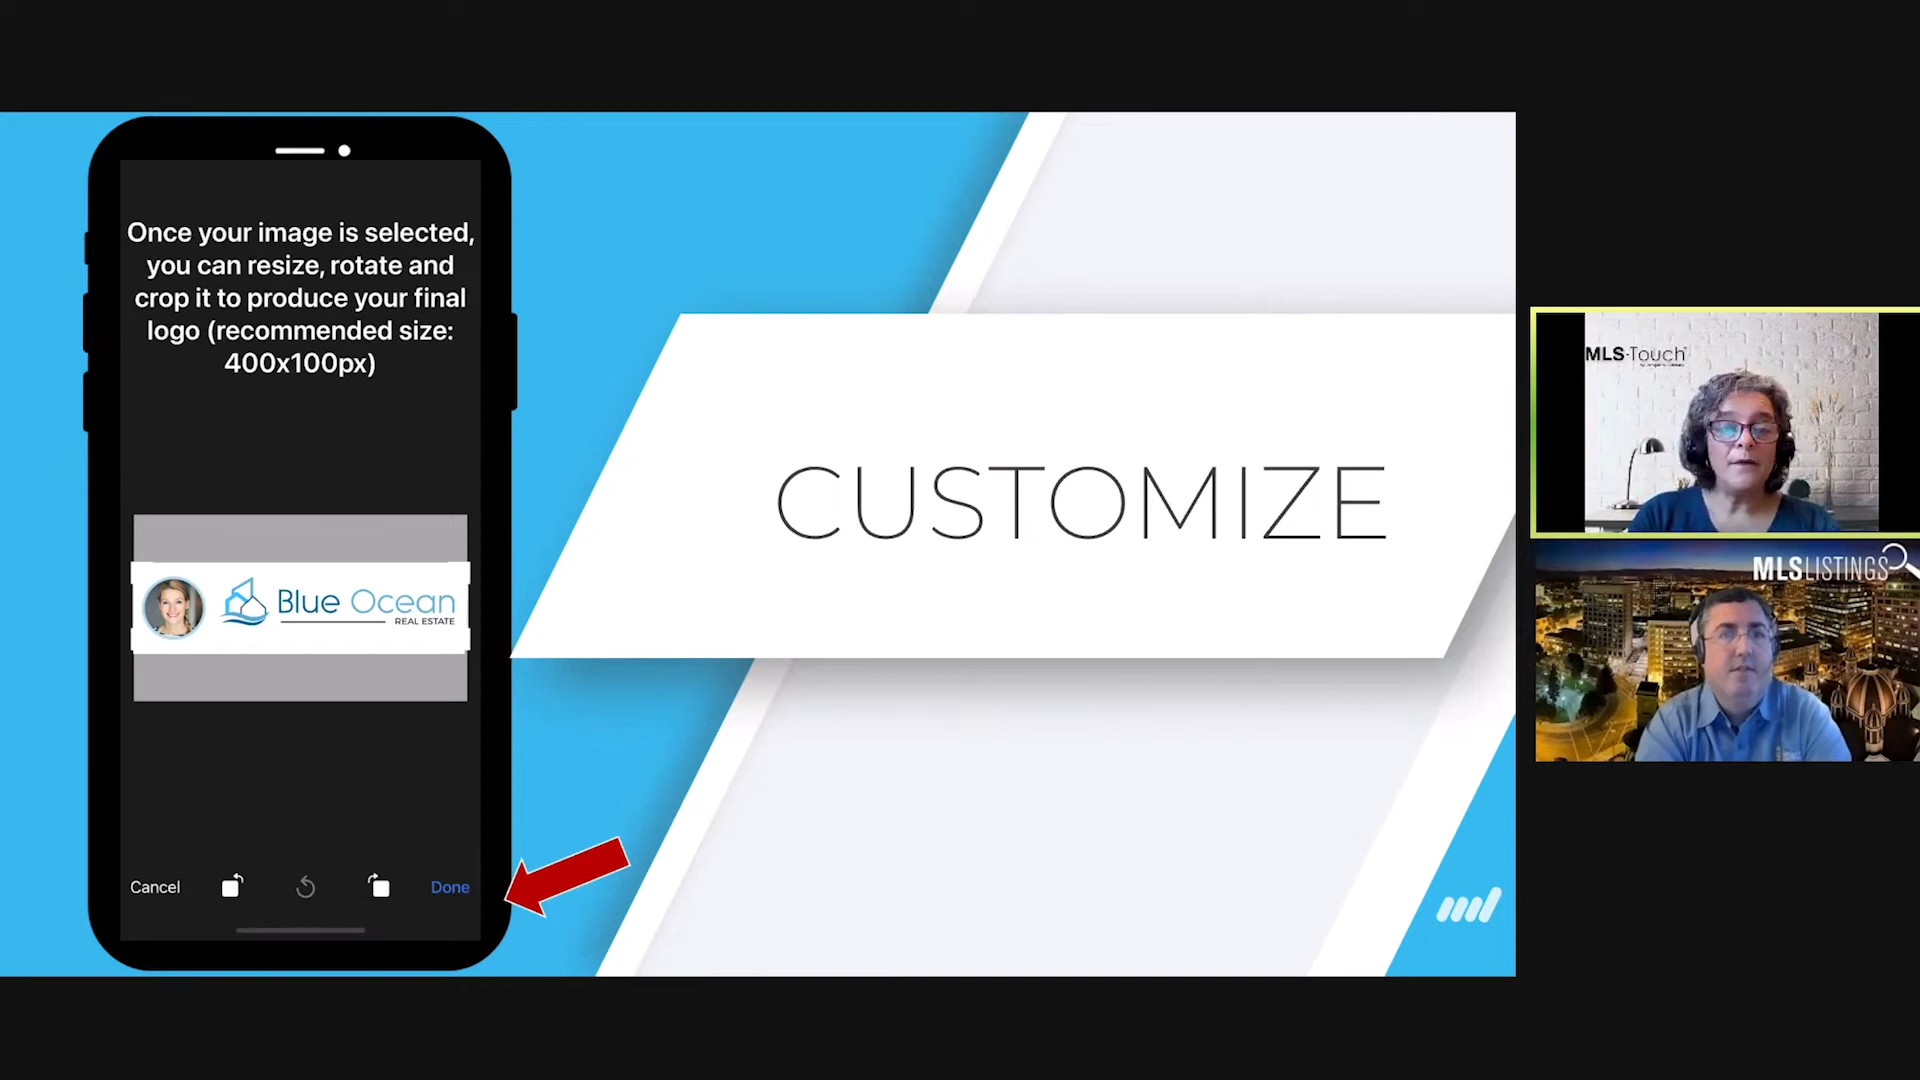 Once your image is selected,
you can resize, rotate and
crop it to produce your final
logo (recommended size:
400x100px)
Blue Ocean
REAL ESTATE
Cancel
Done
CUSTOMIZE
MLS-Touch
MLSLISTINGS